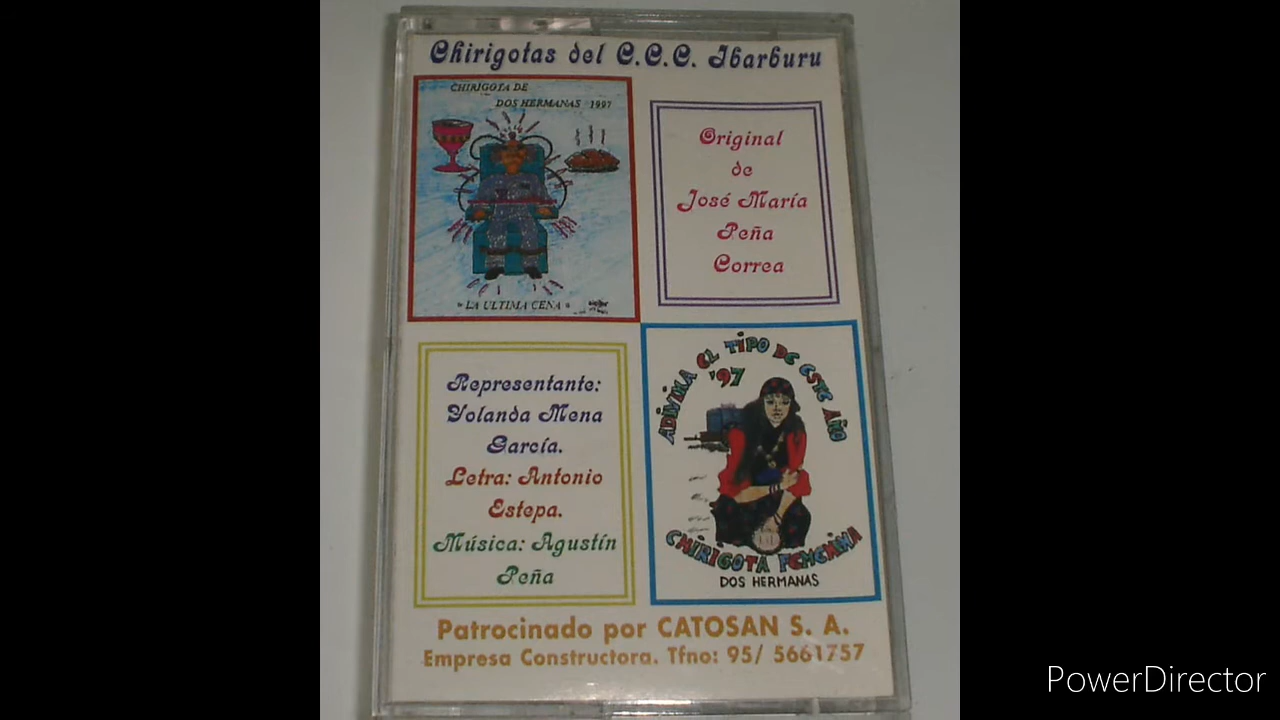 Chirigotas del C.C.C. Ibarburu
CHIRIGOTA DE
DOS HERMANAS 1997
"LA ULTIMA CENA"
Original
de
José María
Peña
Correa
Representante:
Yolanda Mena
García.
Letra: Antonio
Estepa.
Música: Agustín
Peña
ADIVINA EL TIPO DE ESTE AÑO
'97
CHIRIGOTA FEMENINA
DOS HERMANAS
Patrocinado por CATOSAN S. A.
Empresa Constructora. Tfno: 95/ 5661757
PowerDirector